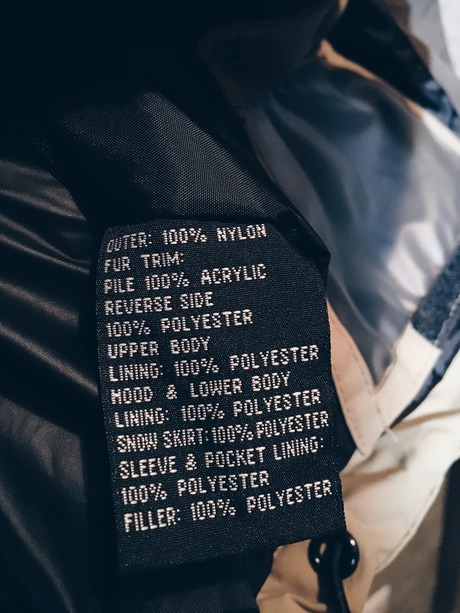 OUTER: 100% NYLON
FUR TRIM:
PILE 100% ACRYLIC
REVERSE SIDE
100% POLYESTER
UPPER BODY
LINING: 100% POLYESTER
HOOD & LOWER BODY
LINING: 100% POLYESTER
SNOW SKIRT:100%POLYESTER
SLEEVE & POCKET LINING:
100% POLYESTER
FILLER: 100% POLYESTER